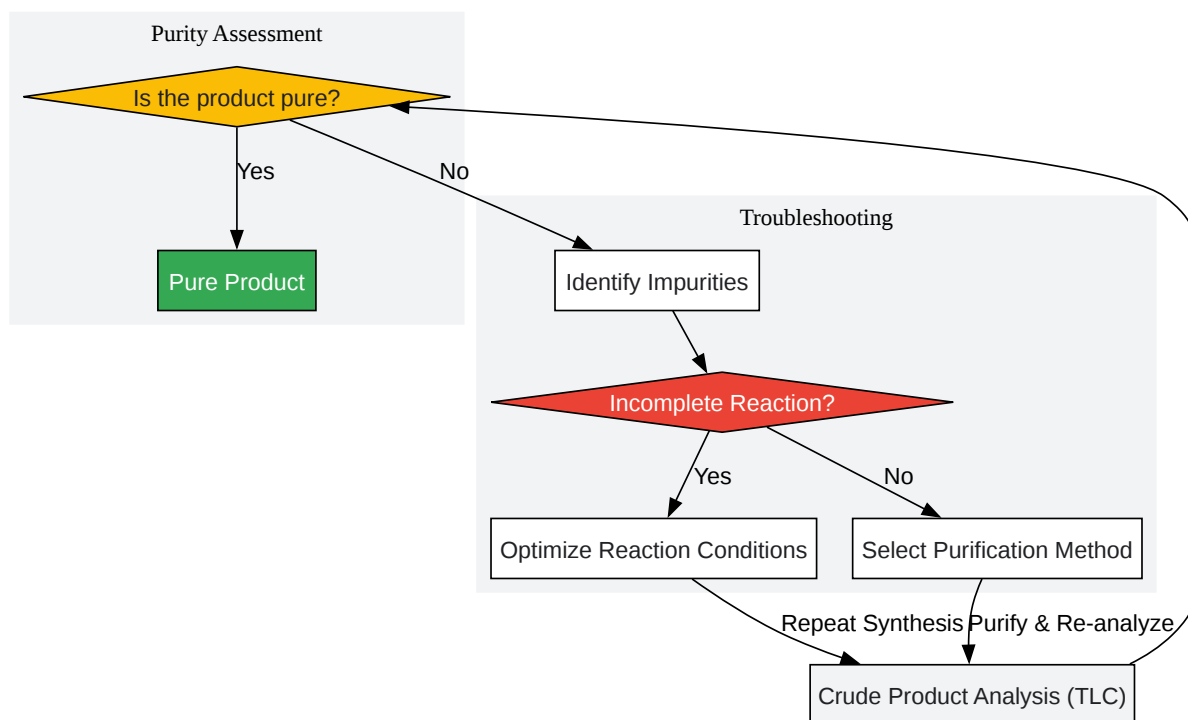 Purity Assessment
Is the product pure?
Yes
No
Pure Product
Troubleshooting
Identify Impurities
Incomplete Reaction?
Yes
No
Optimize Reaction Conditions
Select Purification Method
Repeat Synthesis
Purify & Re-analyze
Crude Product Analysis (TLC)